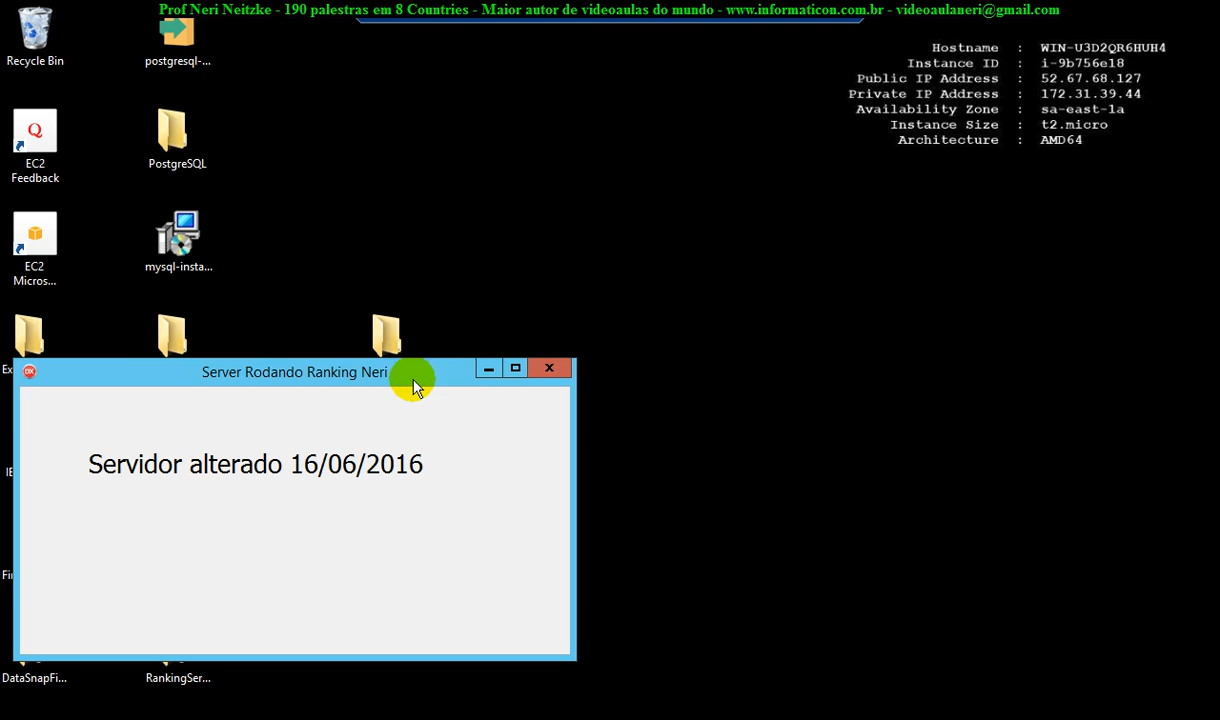 Prof Neri Neitzke - 190 palestras em 8 Countries - Maior autor de videoaulas do mundo - www.informaticon.com.br - videoaulaneri@gmail.com
Hostname : WIN-U3D2QR6HUH4
Instance ID : i-9b756e18
Public IP Address : 52.67.68.127
Private IP Address : 172.31.39.44
Availability Zone : sa-east-1a
Instance Size : t2.micro
Architecture : AMD64
Recycle Bin
postgresql-...
EC2
Feedback
PostgreSQL
EC2
Micros...
mysql-insta...
Server Rodando Ranking Neri
Servidor alterado 16/06/2016
DataSnapFi...
RankingSer...